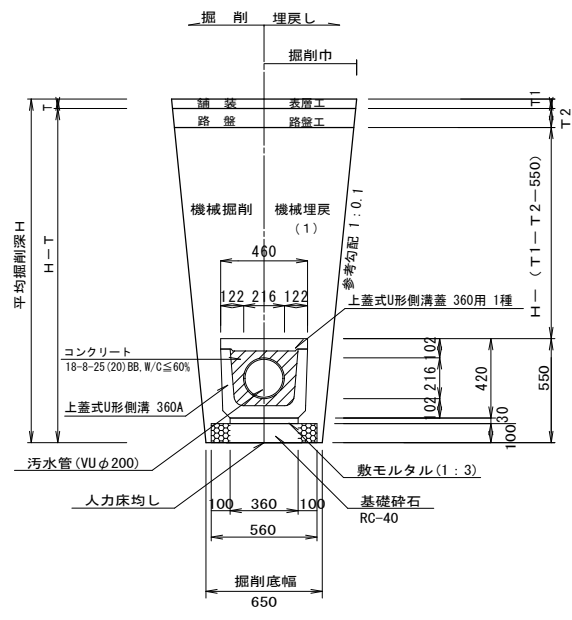 掘 削 埋戻し
掘削巾
舗 装 表層工
路 盤 路盤工
T
T1
T2
平均掘削深H
H-T
機械掘削 機械埋戻
(1)
参考勾配 1:0.1
H-(T1-T2-550)
460
122 216 122
上蓋式U形側溝蓋 360用 1種
コンクリート
18-8-25(20)BB,W/C≦60%
上蓋式U形側溝 360A
102
216
102
420
30
100
550
汚水管(VUφ200)
敷モルタル(1:3)
人力床均し
基礎砕石
RC-40
100 360 100
560
掘削底幅
650